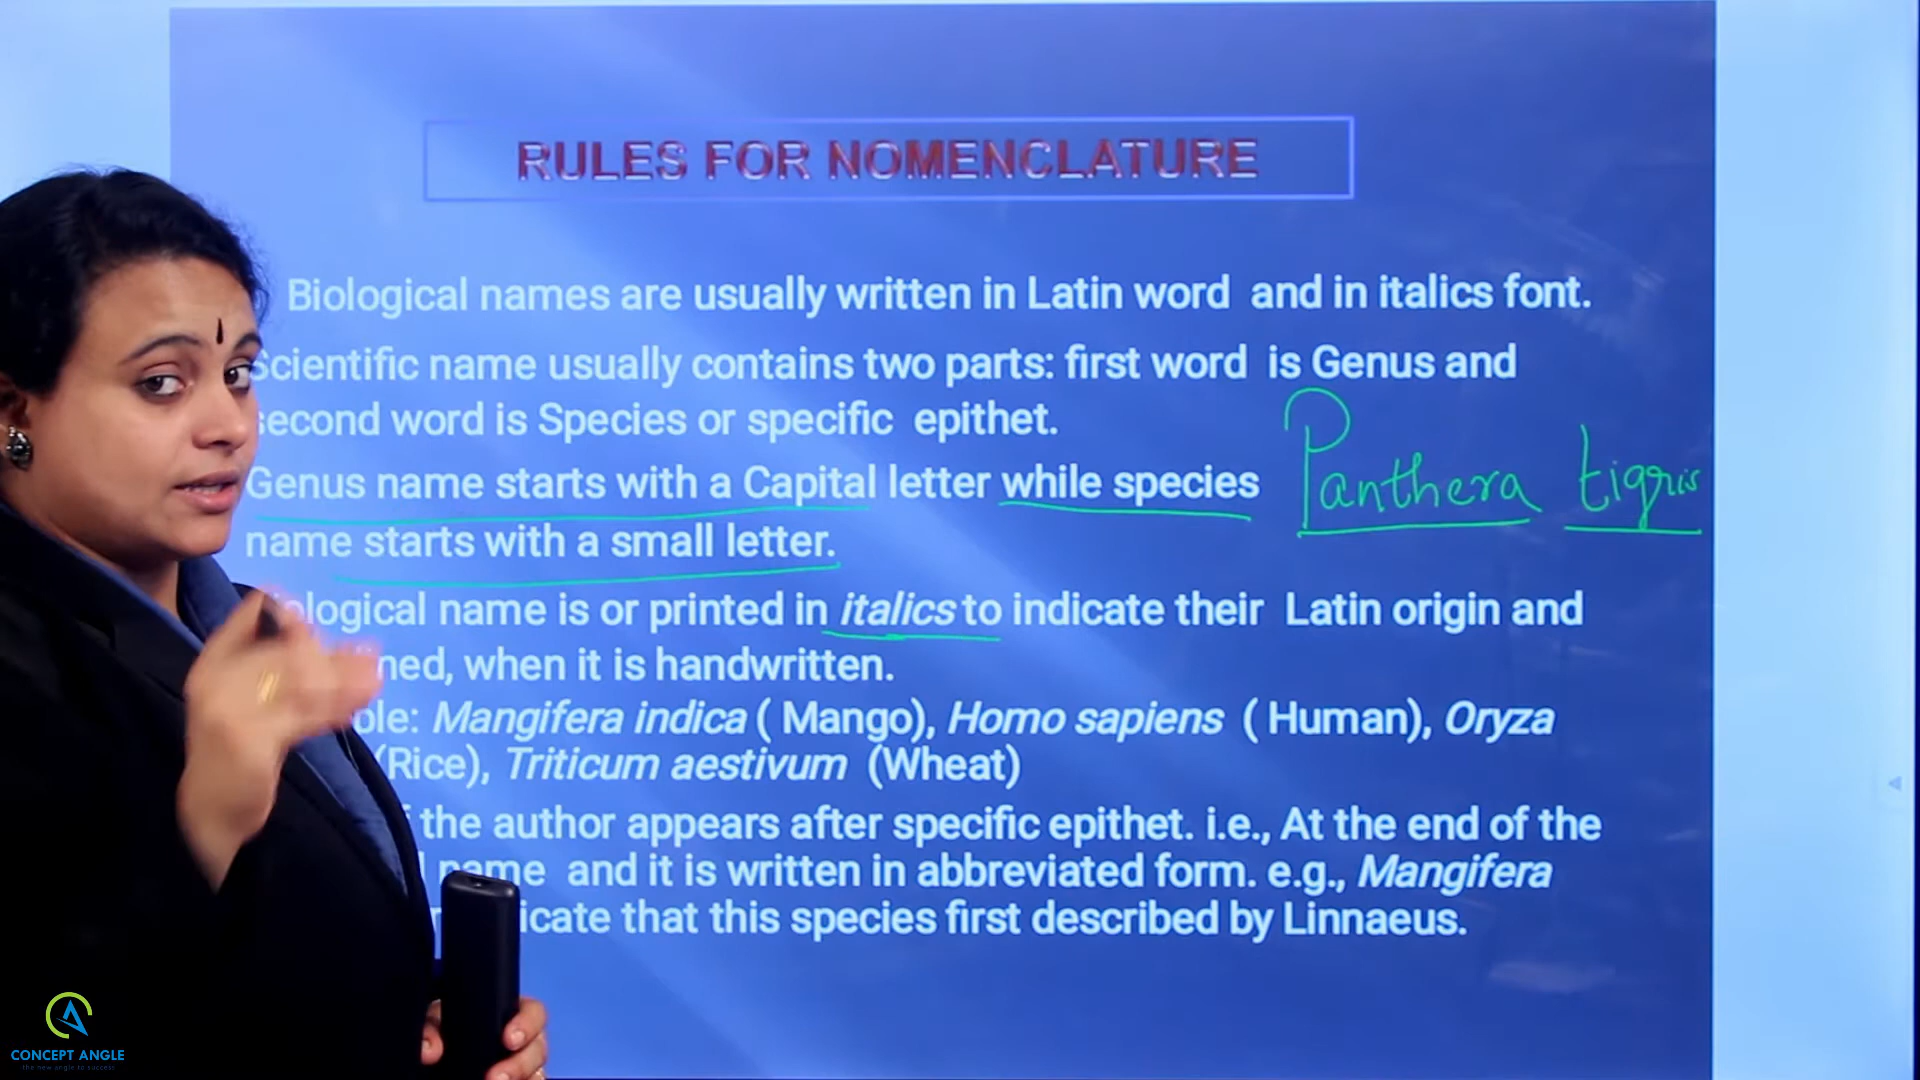 RULES FOR NOMENCLATURE
Biological names are usually written in Latin word and in italics font.
Scientific name usually contains two parts: first word is Genus and
second word is Species or specific epithet.
Genus name starts with a Capital letter while species
Panthera tigris
name starts with a small letter.
name is or printed in italics to indicate their Latin origin and
when it is handwritten.
Mangifera indica ( Mango), Homo sapiens ( Human), Oryza
(Rice), Triticum aestivum (Wheat)
the author appears after specific epithet. i.e., At the end of the
name and it is written in abbreviated form. e.g., Mangifera
that this species first described by Linnaeus.
CONCEPT ANGLE
the new angle to success